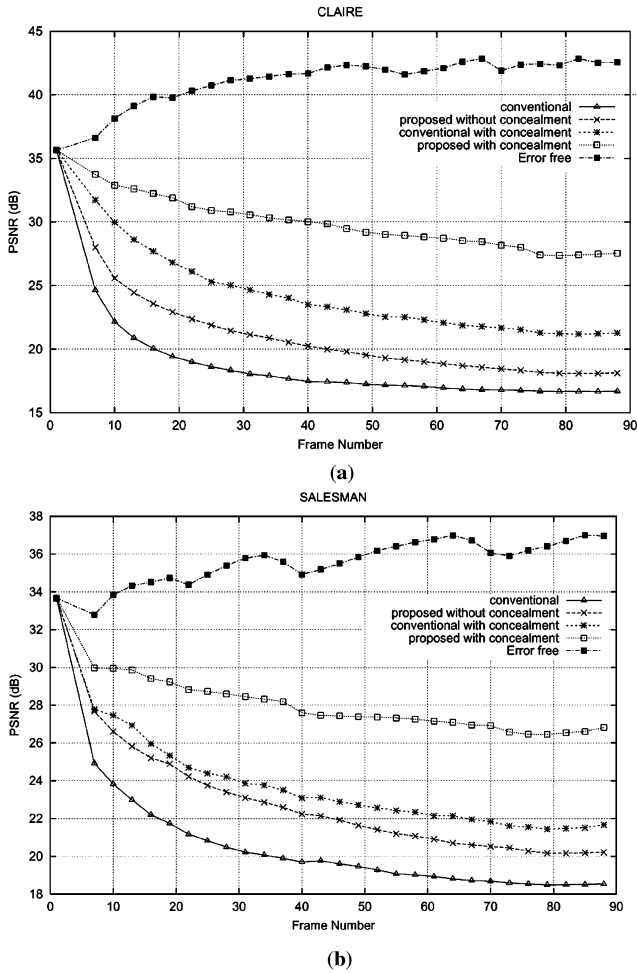 CLAIRE
45
40
35
30
25
20
15
PSNR (dB)
conventional
proposed without concealment
conventional with concealment
proposed with concealment
Error free
0 10 20 30 40 50 60 70 80 90
Frame Number
(a)
SALESMAN
38
36
34
32
30
28
26
24
22
20
18
PSNR (dB)
conventional
proposed without concealment
conventional with concealment
proposed with concealment
Error free
0 10 20 30 40 50 60 70 80 90
Frame Number
(b)